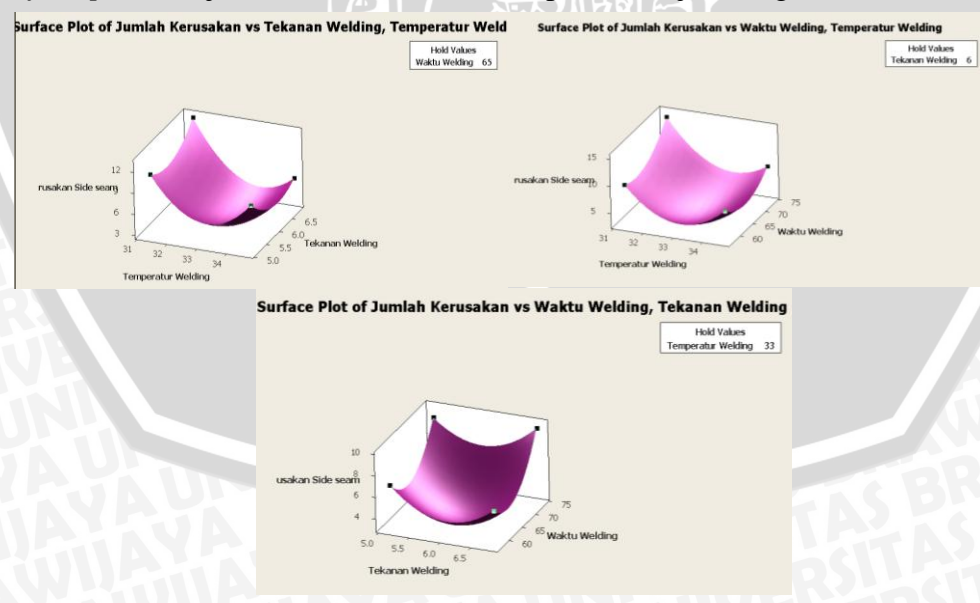 Surface Plot of Jumlah Kerusakan vs Tekanan Welding, Temperatur Weld
Hold Values
Waktu Welding 65
12
9
6
3
rusakan Side seam
31
32
33
34
Temperatur Welding
5.0
5.5
6.0
6.5
Tekanan Welding
Surface Plot of Jumlah Kerusakan vs Waktu Welding, Temperatur Welding
Hold Values
Tekanan Welding 6
15
10
5
rusakan Side seam
31
32
33
34
Temperatur Welding
60
65
70
75
Waktu Welding
Surface Plot of Jumlah Kerusakan vs Waktu Welding, Tekanan Welding
Hold Values
Temperatur Welding 33
10
8
6
4
usakan Side seam
5.0
5.5
6.0
6.5
Tekanan Welding
60
65
70
75
Waktu Welding